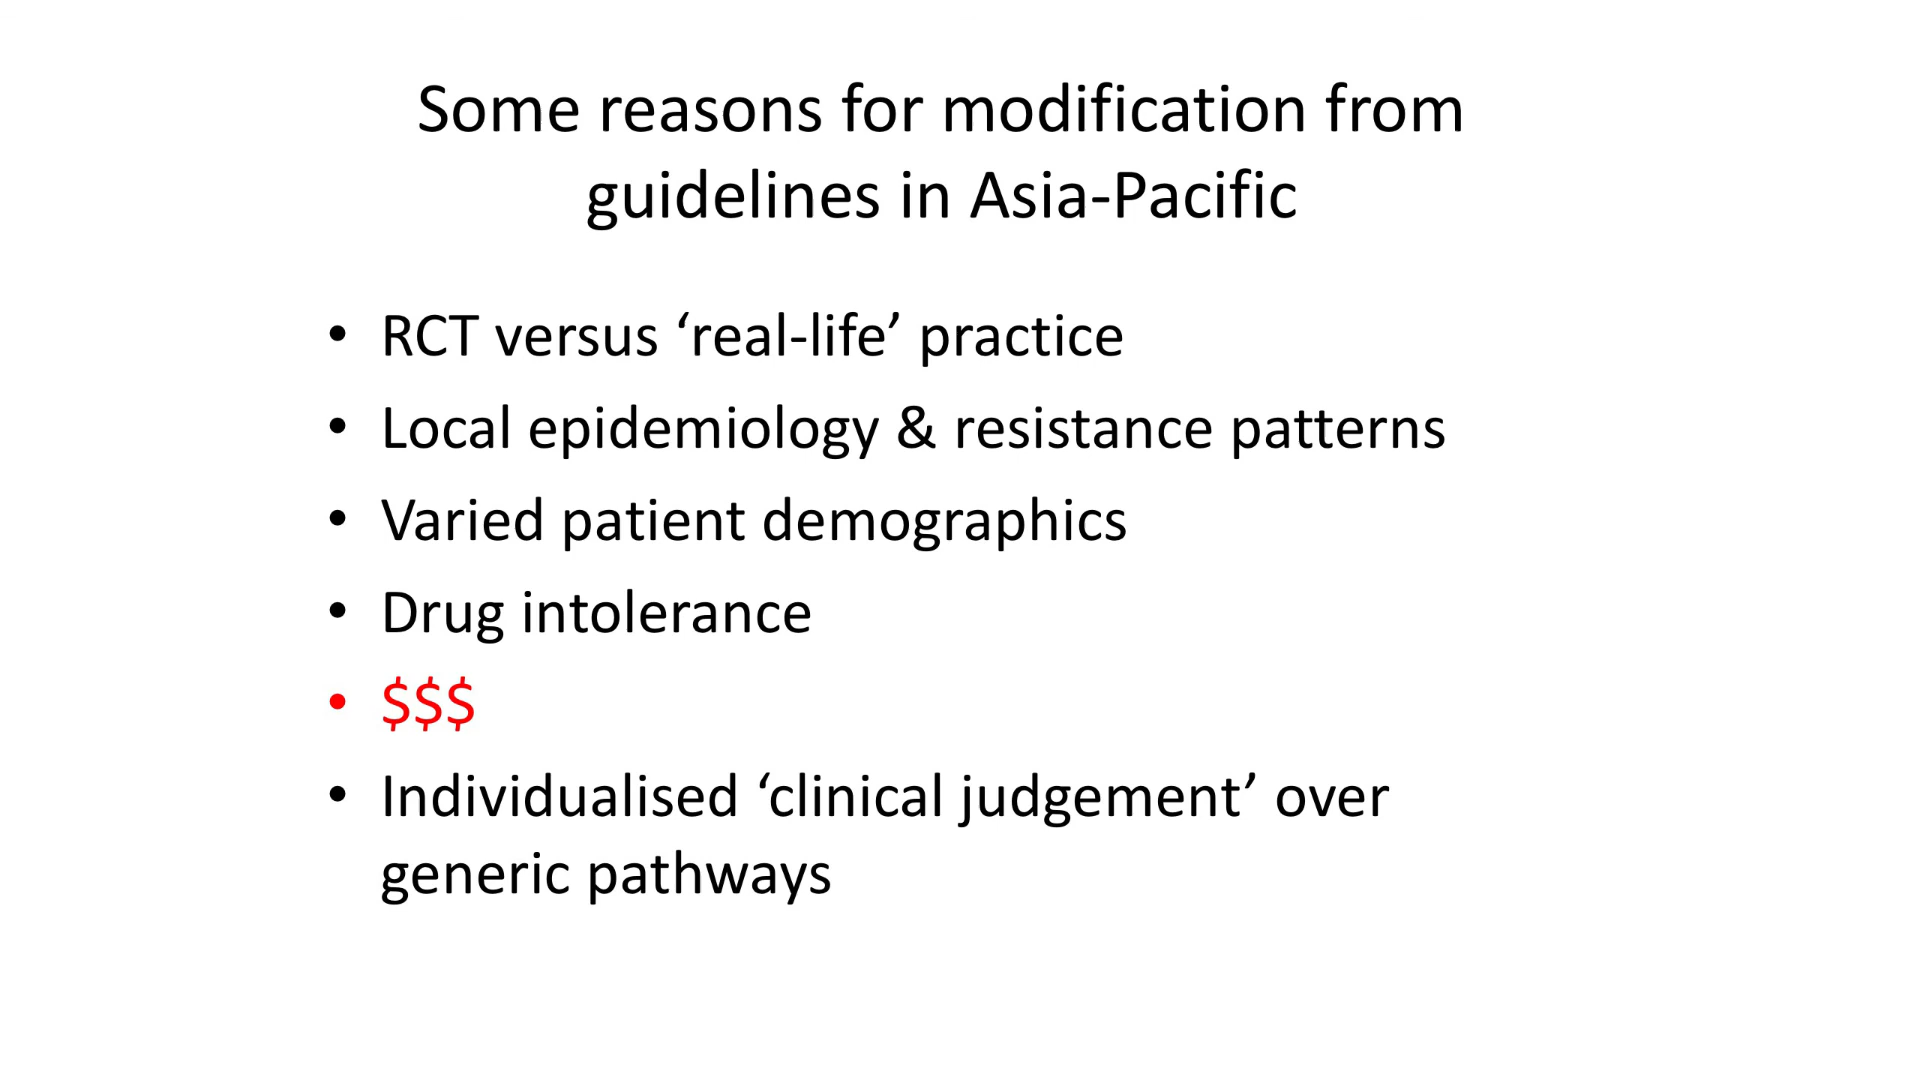 Some reasons for modification from
guidelines in Asia-Pacific
• RCT versus ‘real-life’ practice
• Local epidemiology & resistance patterns
• Varied patient demographics
• Drug intolerance
• $$$
• Individualised ‘clinical judgement’ over
generic pathways